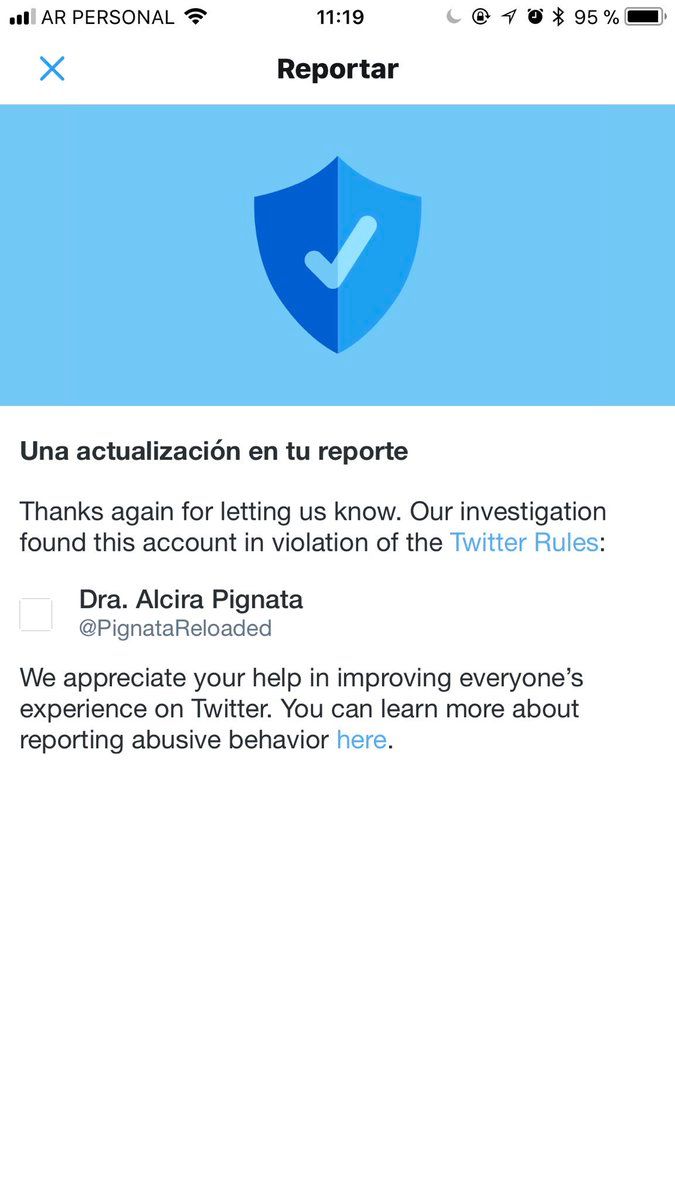 AR PERSONAL 11:19 95 %
Reportar
Una actualización en tu reporte
Thanks again for letting us know. Our investigation
found this account in violation of the Twitter Rules:
Dra. Alcira Pignata
@PignataReloaded
We appreciate your help in improving everyone’s
experience on Twitter. You can learn more about
reporting abusive behavior here.